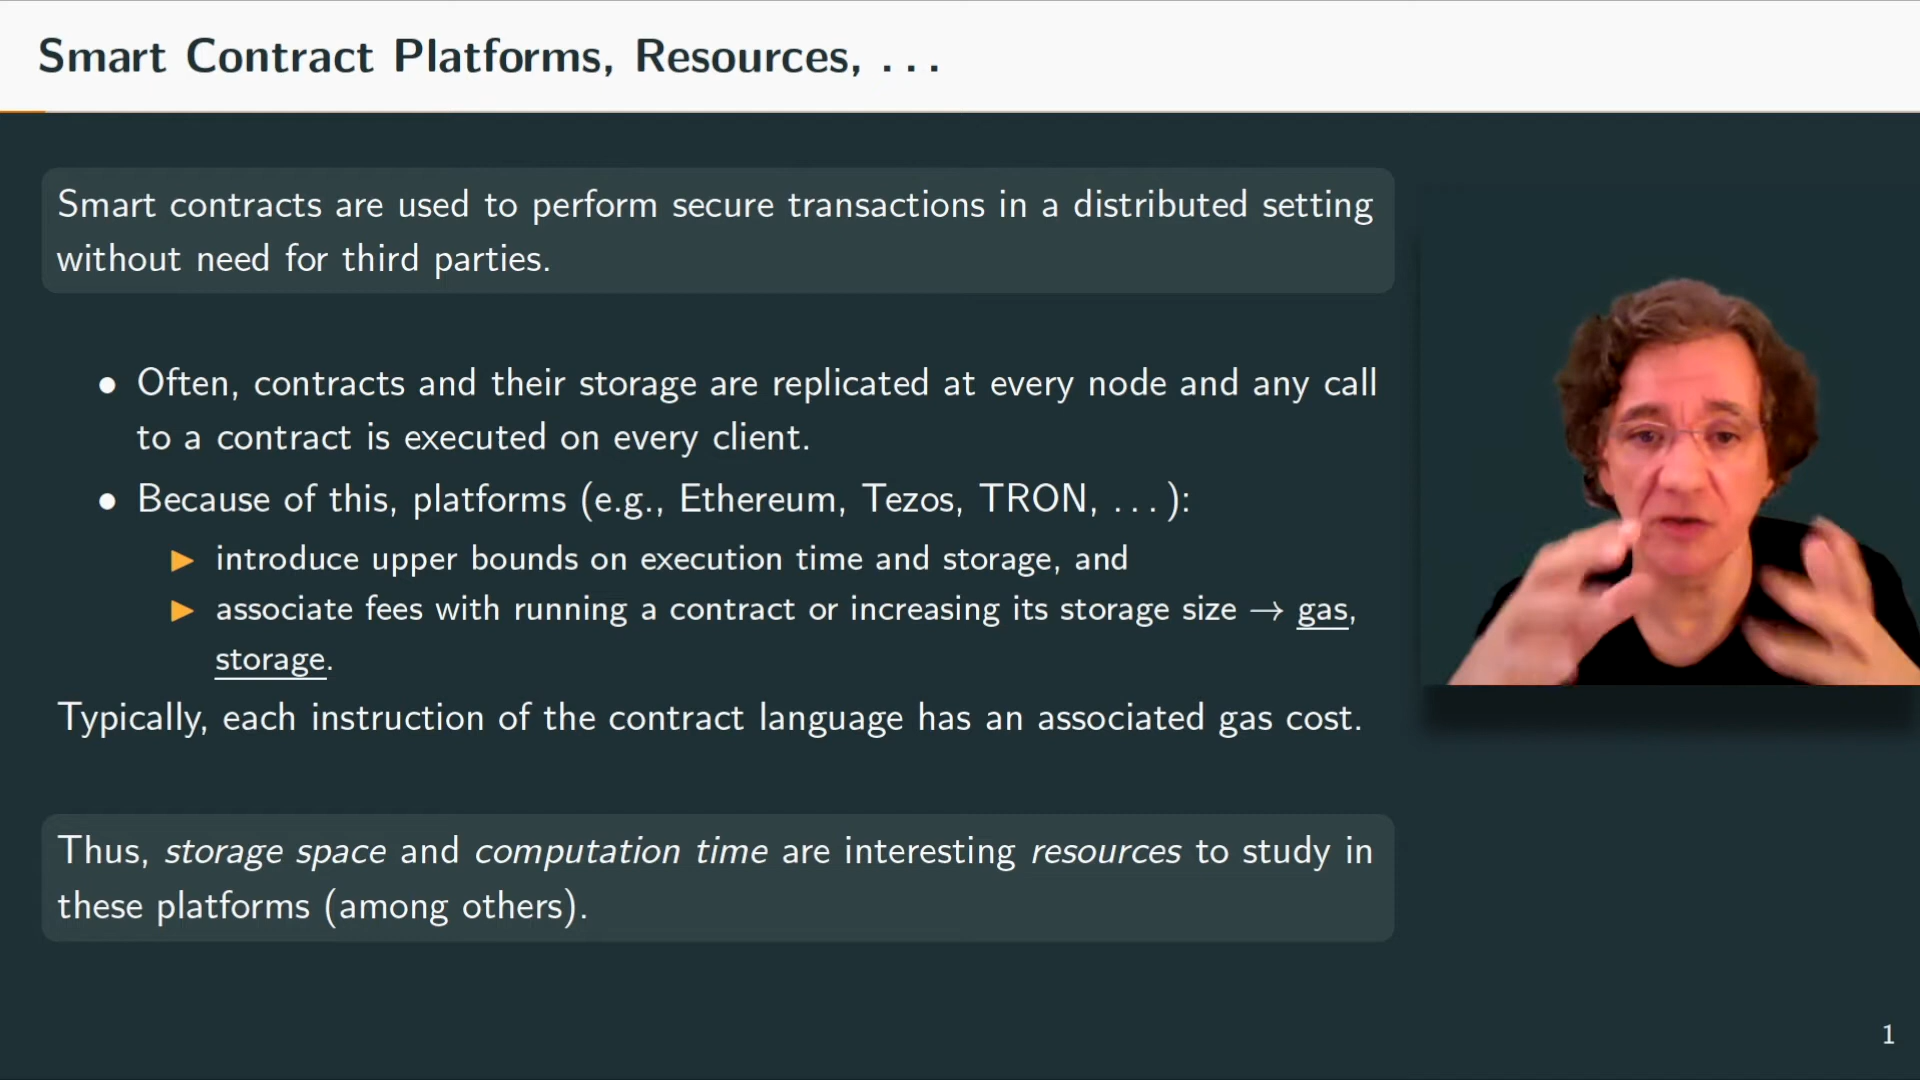 Smart Contract Platforms, Resources, ...
Smart contracts are used to perform secure transactions in a distributed setting
without need for third parties.
• Often, contracts and their storage are replicated at every node and any call
to a contract is executed on every client.
• Because of this, platforms (e.g., Ethereum, Tezos, TRON, ...):
▶ introduce upper bounds on execution time and storage, and
▶ associate fees with running a contract or increasing its storage size → gas,
storage.
Typically, each instruction of the contract language has an associated gas cost.
Thus, storage space and computation time are interesting resources to study in
these platforms (among others).
1